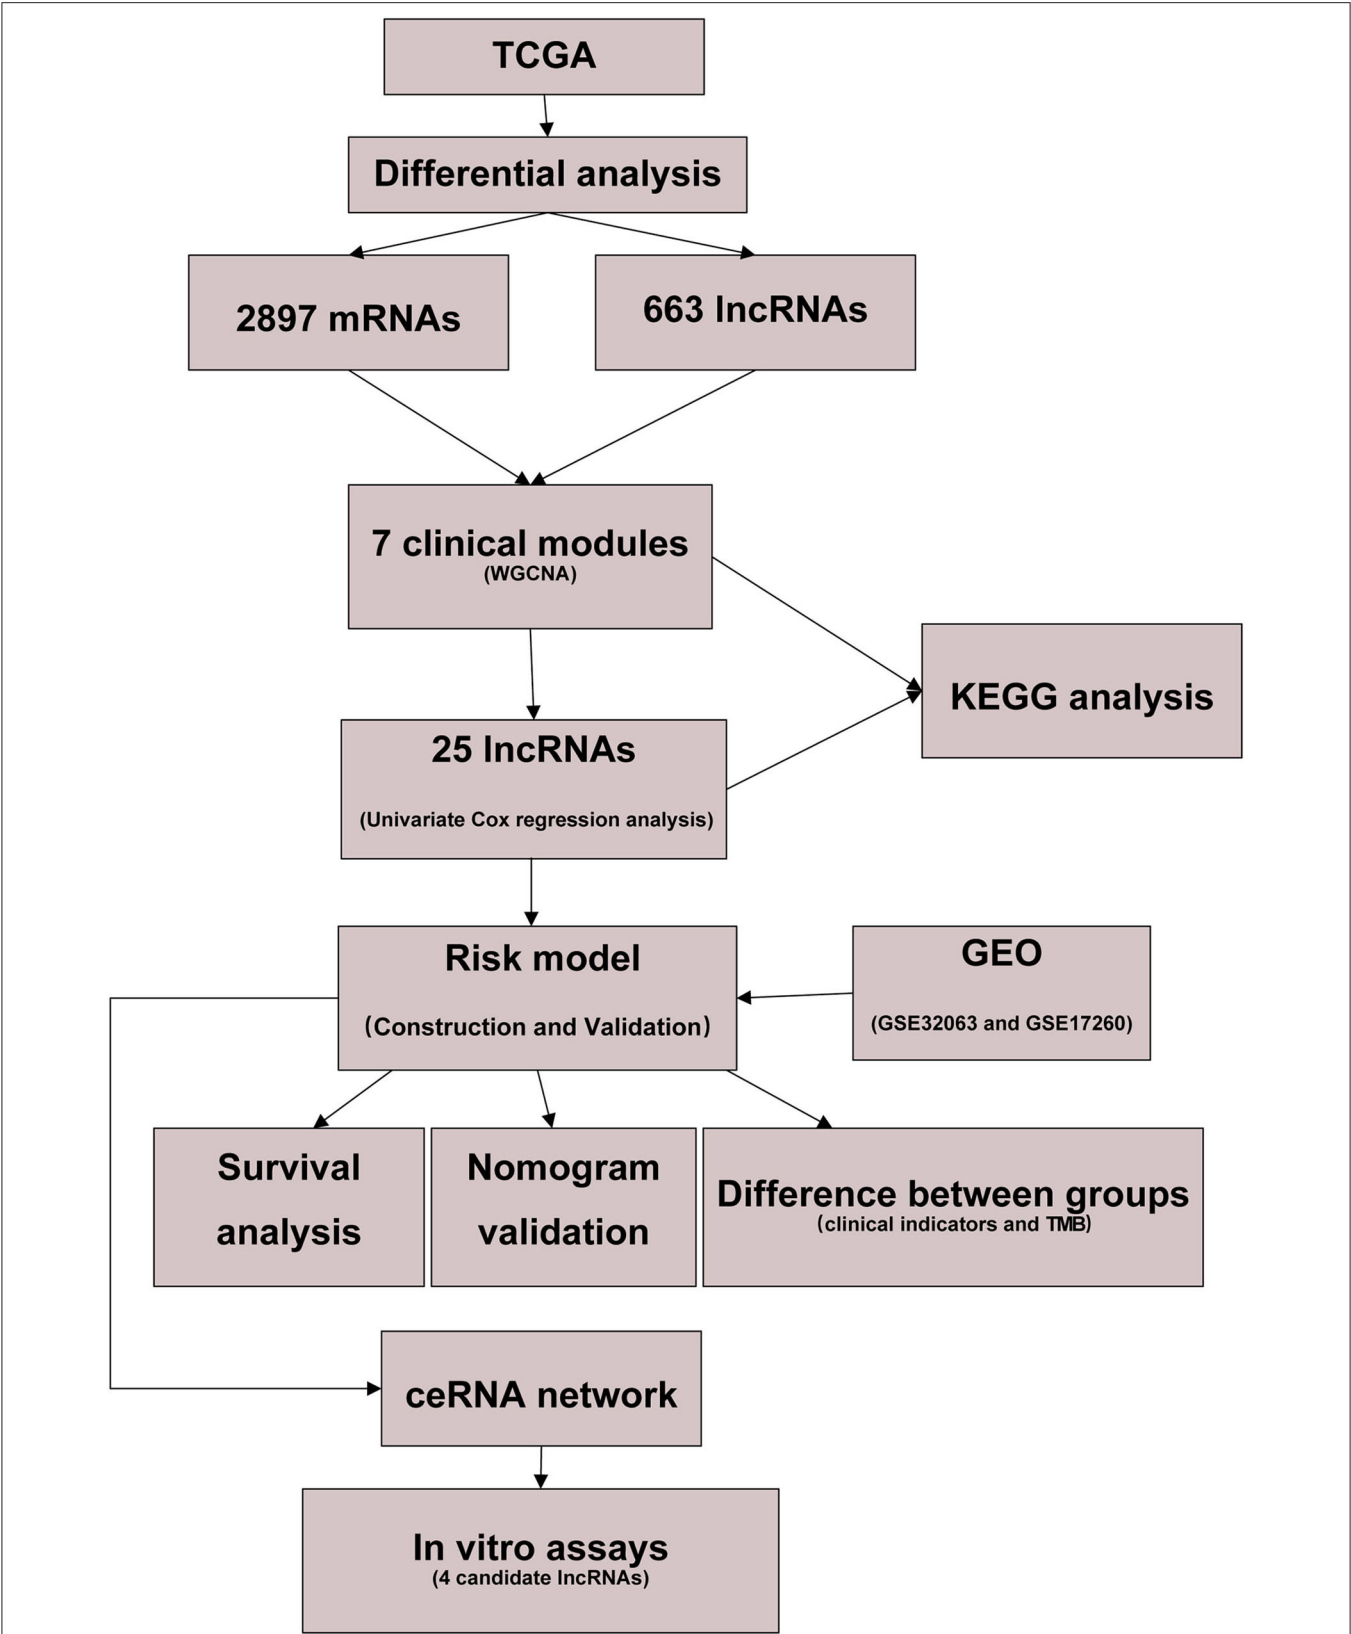 TCGA
Differential analysis
2897 mRNAs
663 lncRNAs
7 clinical modules
(WGCNA)
KEGG analysis
25 lncRNAs
(Univariate Cox regression analysis)
Risk model
(Construction and Validation)
GEO
(GSE32063 and GSE17260)
Survival
analysis
Nomogram
validation
Difference between groups
(clinical indicators and TMB)
ceRNA network
In vitro assays
(4 candidate lncRNAs)